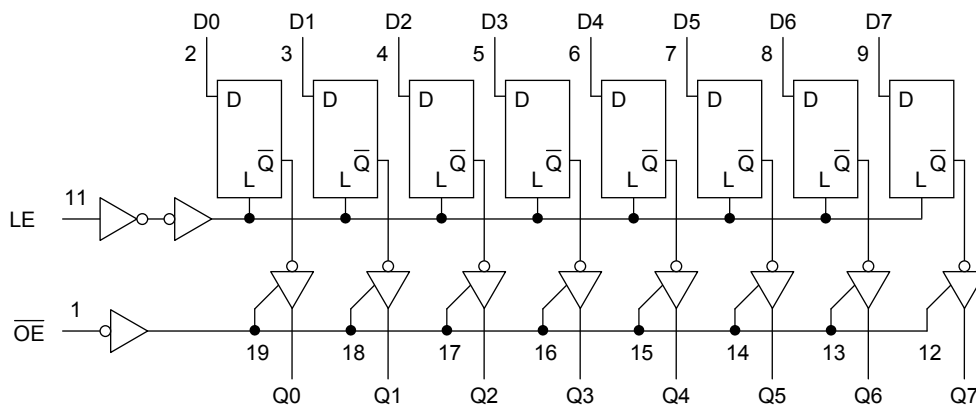 D0 D1 D2 D3 D4 D5 D6 D7
2 3 4 5 6 7 8 9
D D D D D D D D
Q̅ Q̅ Q̅ Q̅ Q̅ Q̅ Q̅ Q̅
L L L L L L L L
11
LE
1
O̅E̅
19 18 17 16 15 14 13 12
Q0 Q1 Q2 Q3 Q4 Q5 Q6 Q7